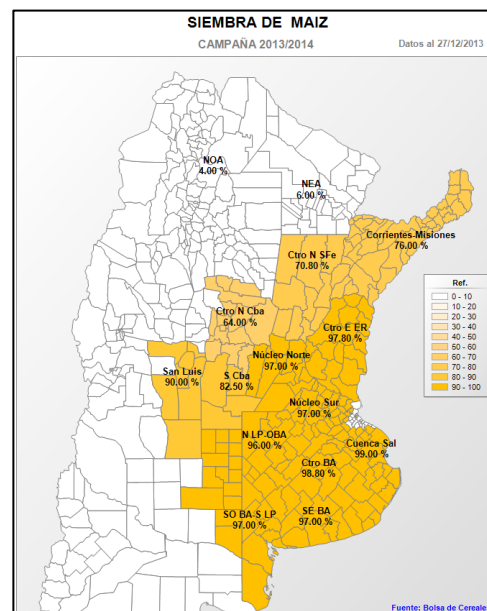 SIEMBRA DE MAIZ
CAMPAÑA 2013/2014
Datos al 27/12/2013
NOA
4.00 %
NEA
6.00 %
Corrientes-Misiones
76.00 %
Ctro N SFe
70.80 %
Ref.
0 - 10
10 - 20
20 - 30
30 - 40
40 - 50
50 - 60
60 - 70
70 - 80
80 - 90
90 - 100
Ctro N Cba
64.00 %
Ctro E ER
97.80 %
Núcleo Norte
97.00 %
San Luis
90.00 %
S Cba
82.50 %
Núcleo Sur
97.00 %
N LP-OBA
96.00 %
Cuenca Sal
99.00 %
Ctro BA
98.80 %
SO BA-S LP
97.00 %
SE BA
97.00 %
Fuente: Bolsa de Cereale